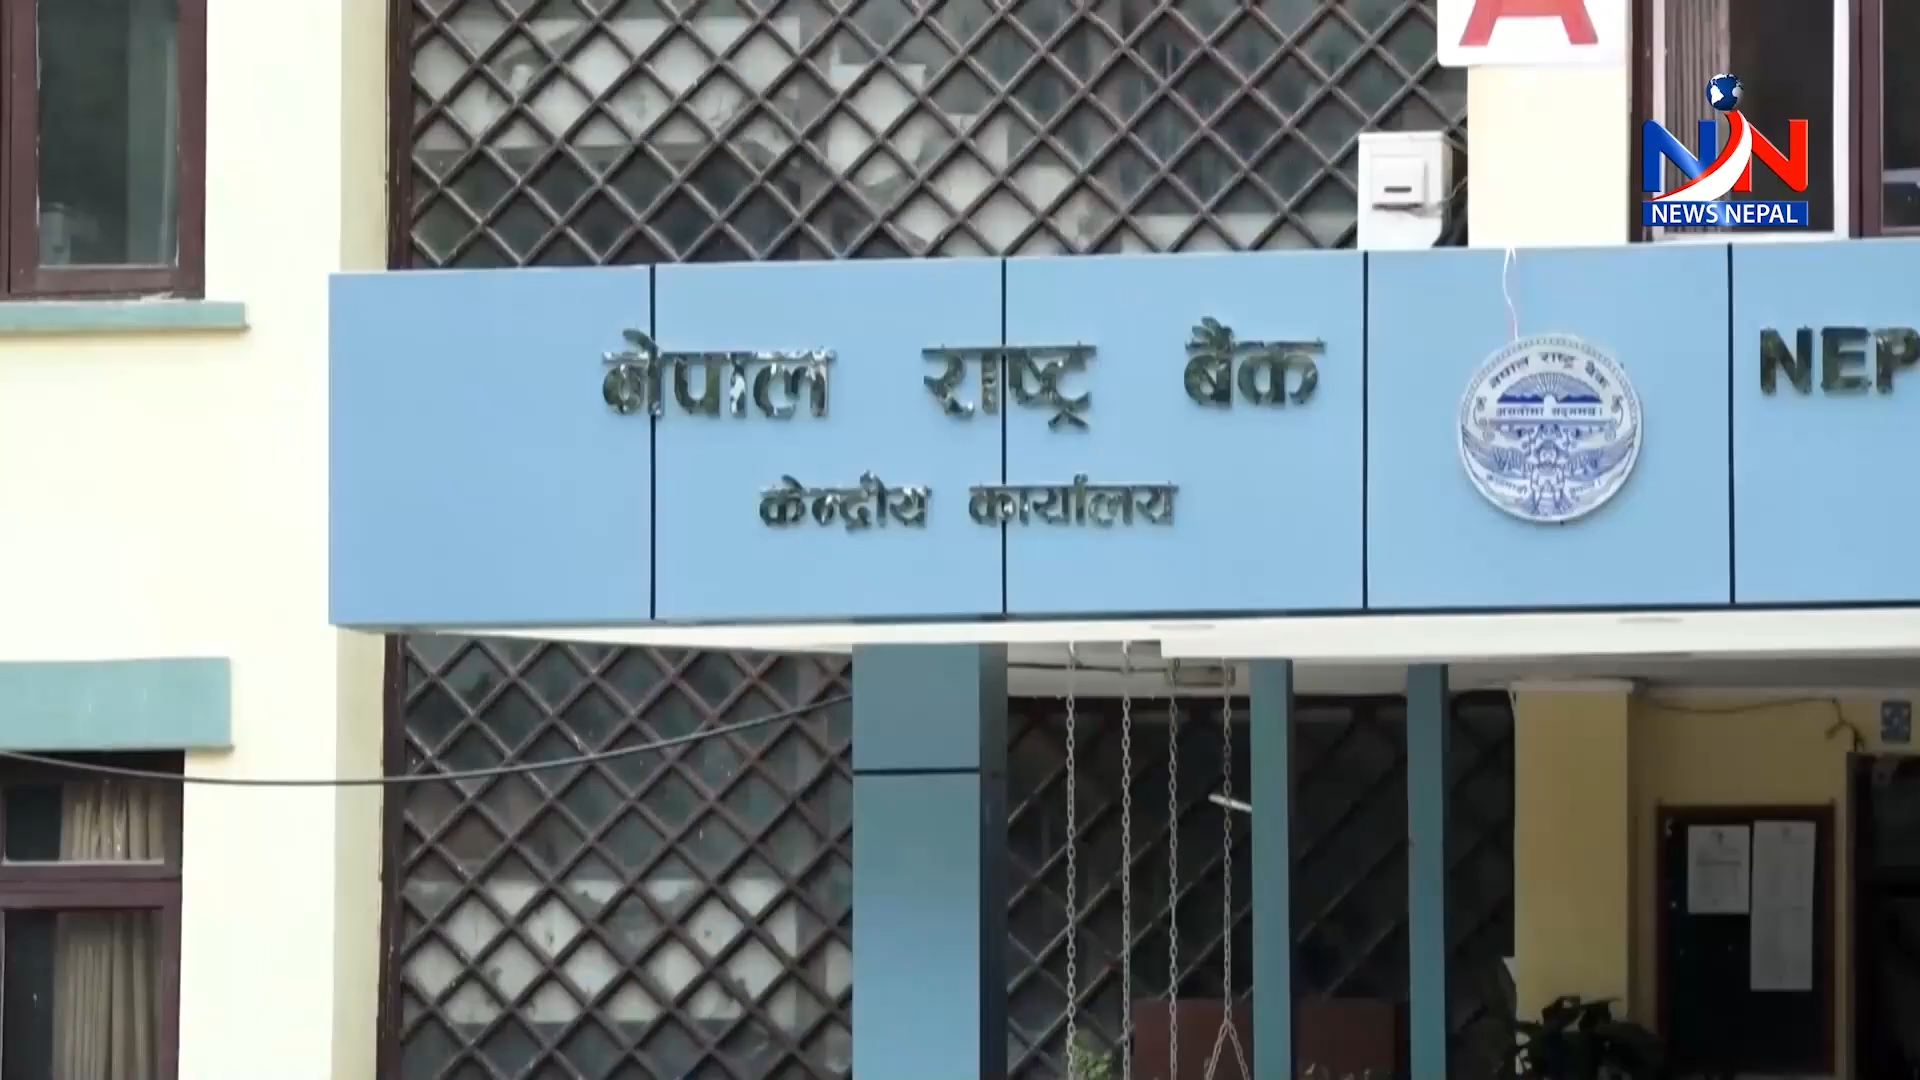 A
NEWS NEPAL
नेपाल राष्ट्र बैंक
केन्द्रीय कार्यालय
नेपाल राष्ट्र बैंक
NEP